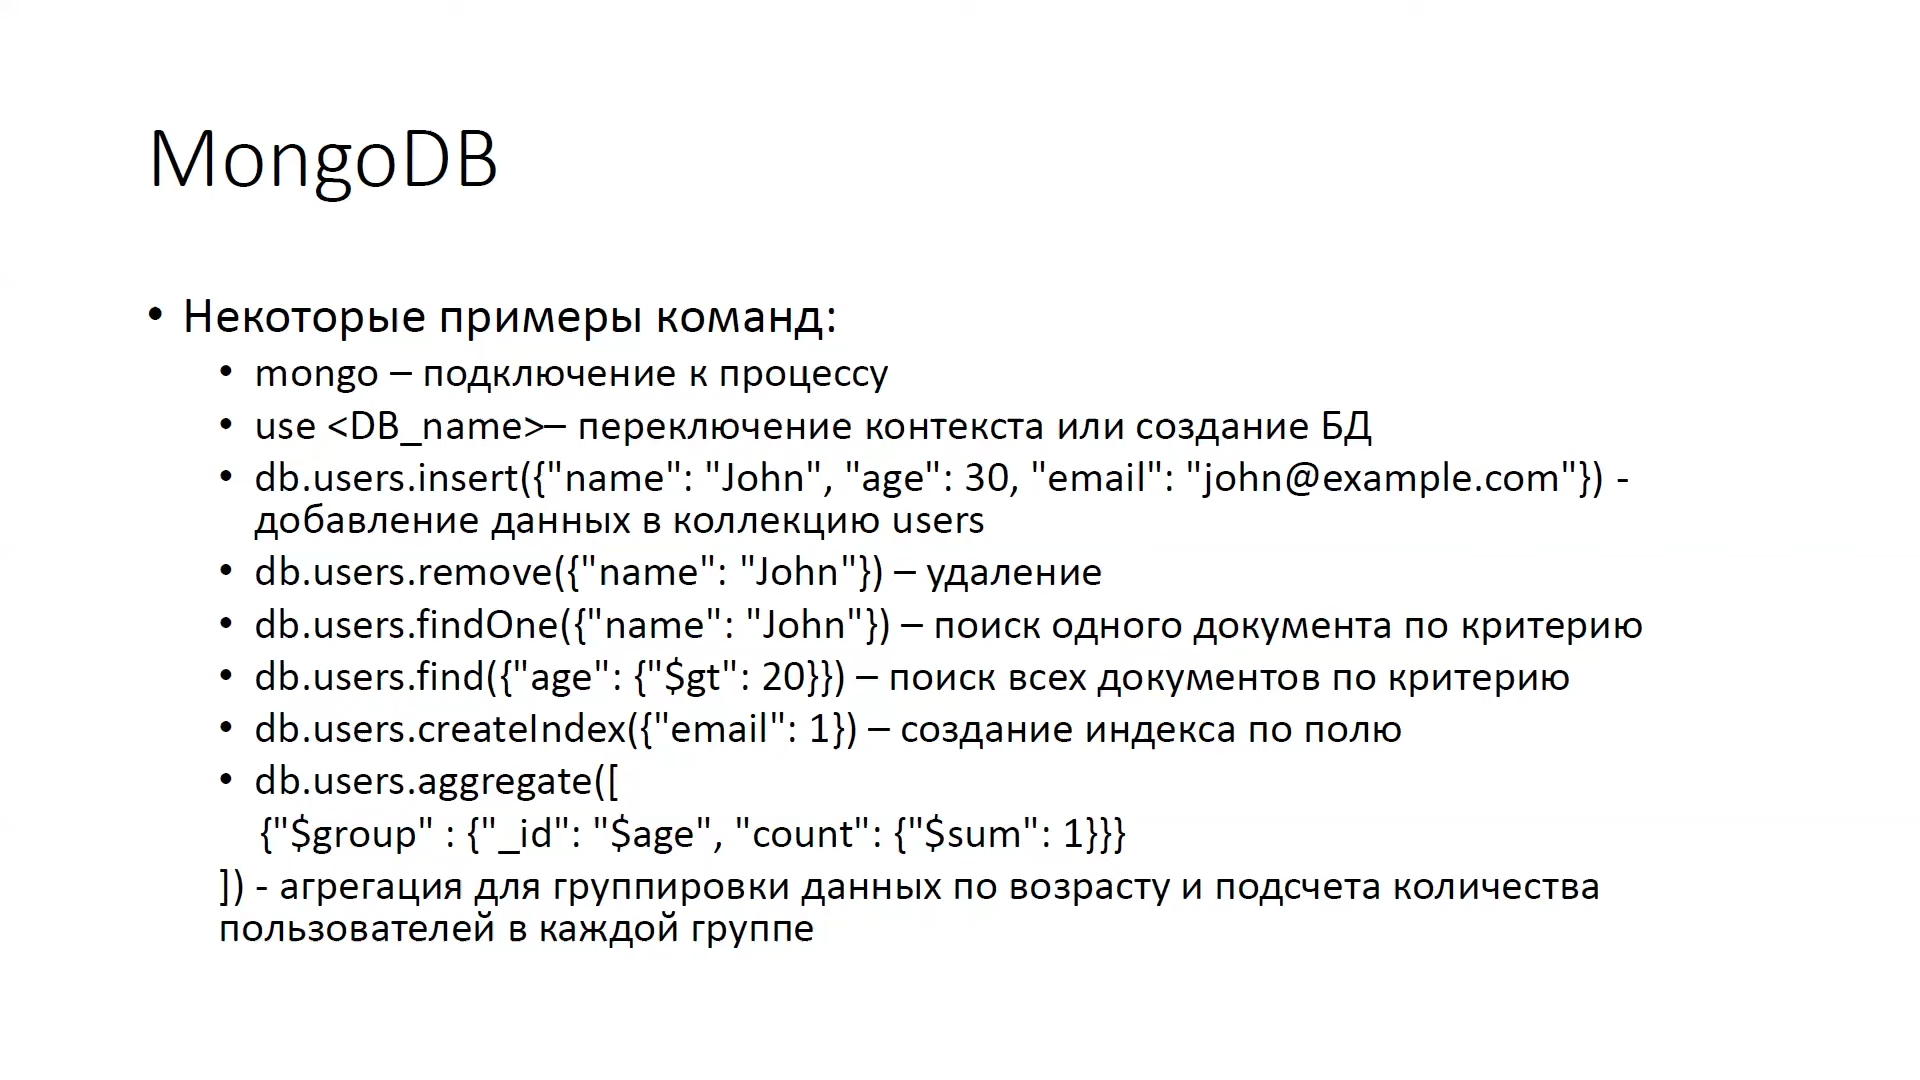 MongoDB
• Некоторые примеры команд:
• mongo – подключение к процессу
• use <DB_name>– переключение контекста или создание БД
• db.users.insert({"name": "John", "age": 30, "email": "john@example.com"}) -
добавление данных в коллекцию users
• db.users.remove({"name": "John"}) – удаление
• db.users.findOne({"name": "John"}) – поиск одного документа по критерию
• db.users.find({"age": {"$gt": 20}}) – поиск всех документов по критерию
• db.users.createIndex({"email": 1}) – создание индекса по полю
• db.users.aggregate([
{"$group" : {"_id": "$age", "count": {"$sum": 1}}}
]) - агрегация для группировки данных по возрасту и подсчета количества
пользователей в каждой группе